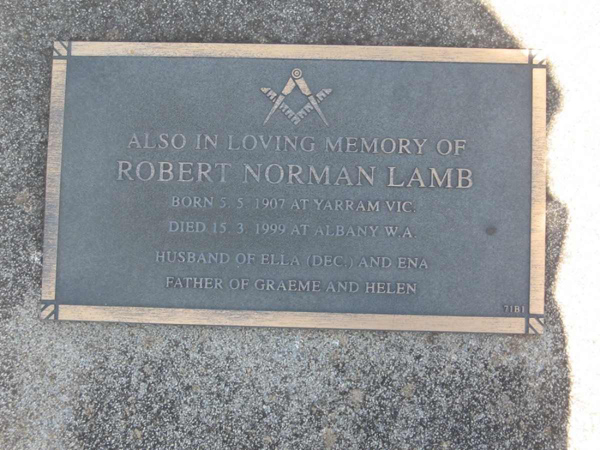 ALSO IN LOVING MEMORY OF
ROBERT NORMAN LAMB
BORN 5. 5. 1907 AT YARRAM VIC.
DIED 15. 3. 1999 AT ALBANY W.A.
HUSBAND OF ELLA (DEC.) AND ENA
FATHER OF GRAEME AND HELEN
71B1